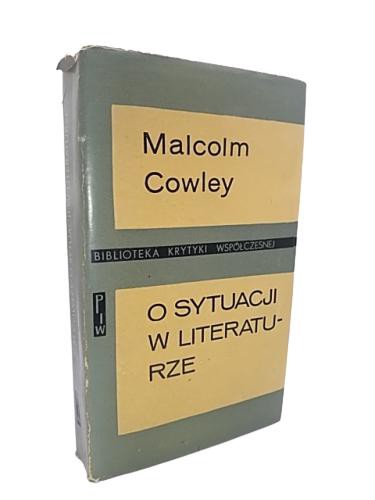 Malcolm
Cowley
BIBLIOTEKA KRYTYKI WSPÓŁCZESNEJ
PIW
O SYTUACJI
W LITERATU-
RZE